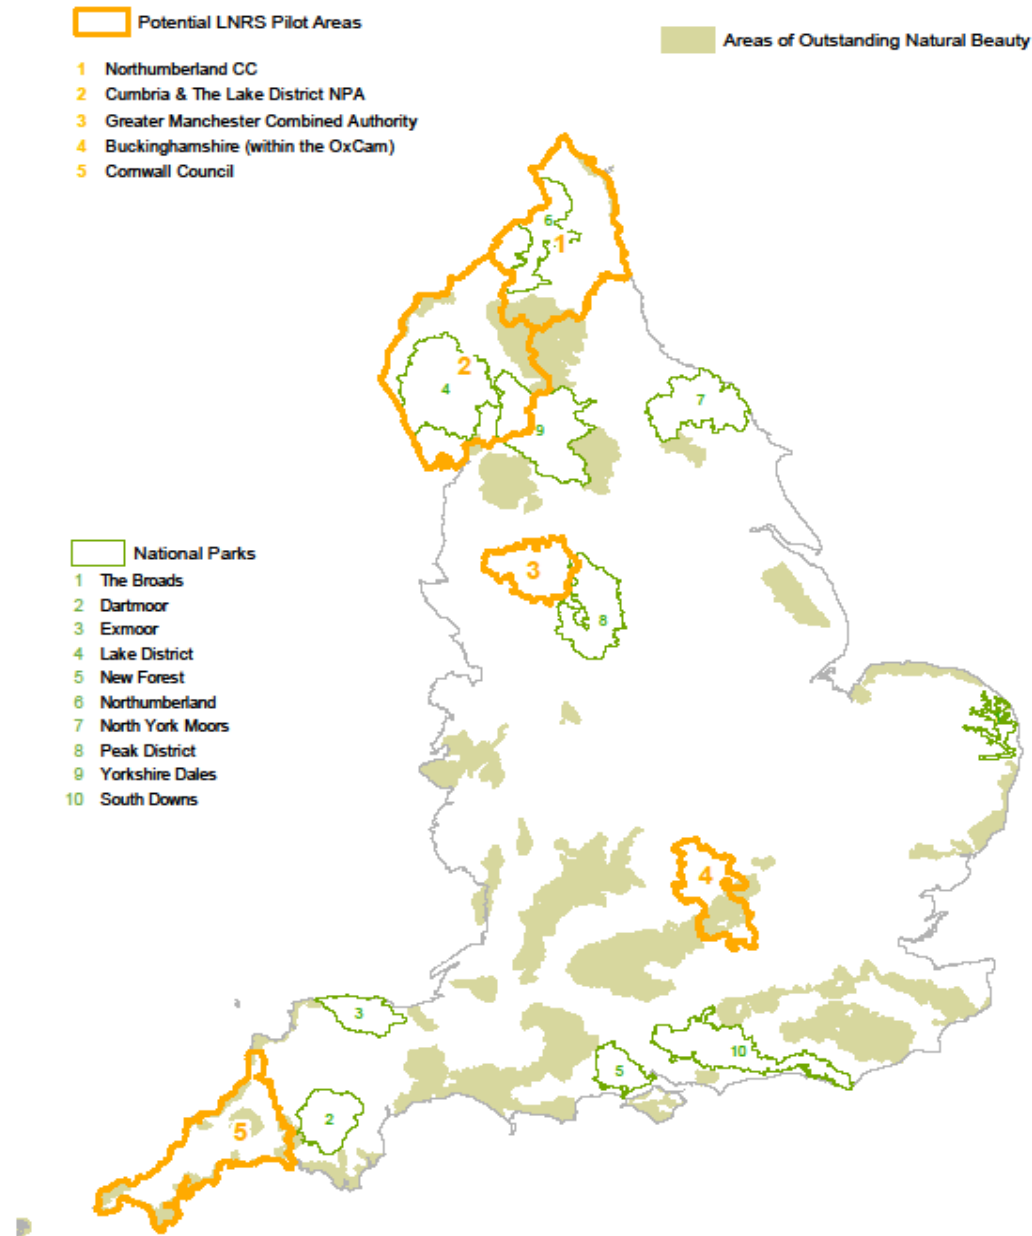 Potential LNRS Pilot Areas
1 Northumberland CC
2 Cumbria & The Lake District NPA
3 Greater Manchester Combined Authority
4 Buckinghamshire (within the OxCam)
5 Cornwall Council
Areas of Outstanding Natural Beauty
6
1
2
4
7
9
3
8
National Parks
1 The Broads
2 Dartmoor
3 Exmoor
4 Lake District
5 New Forest
6 Northumberland
7 North York Moors
8 Peak District
9 Yorkshire Dales
10 South Downs
4
3
10
5
2
5